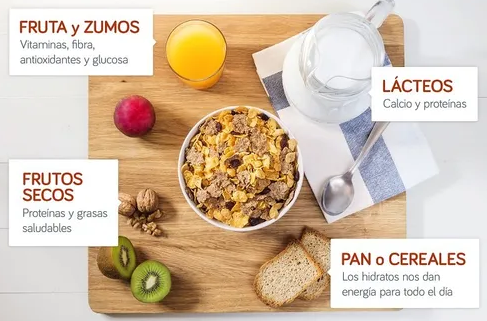 FRUTA y ZUMOS
Vitaminas, fibra,
antioxidantes y glucosa
LÁCTEOS
Calcio y proteínas
FRUTOS
SECOS
Proteínas y grasas
saludables
PAN o CEREALES
Los hidratos nos dan
energía para todo el día